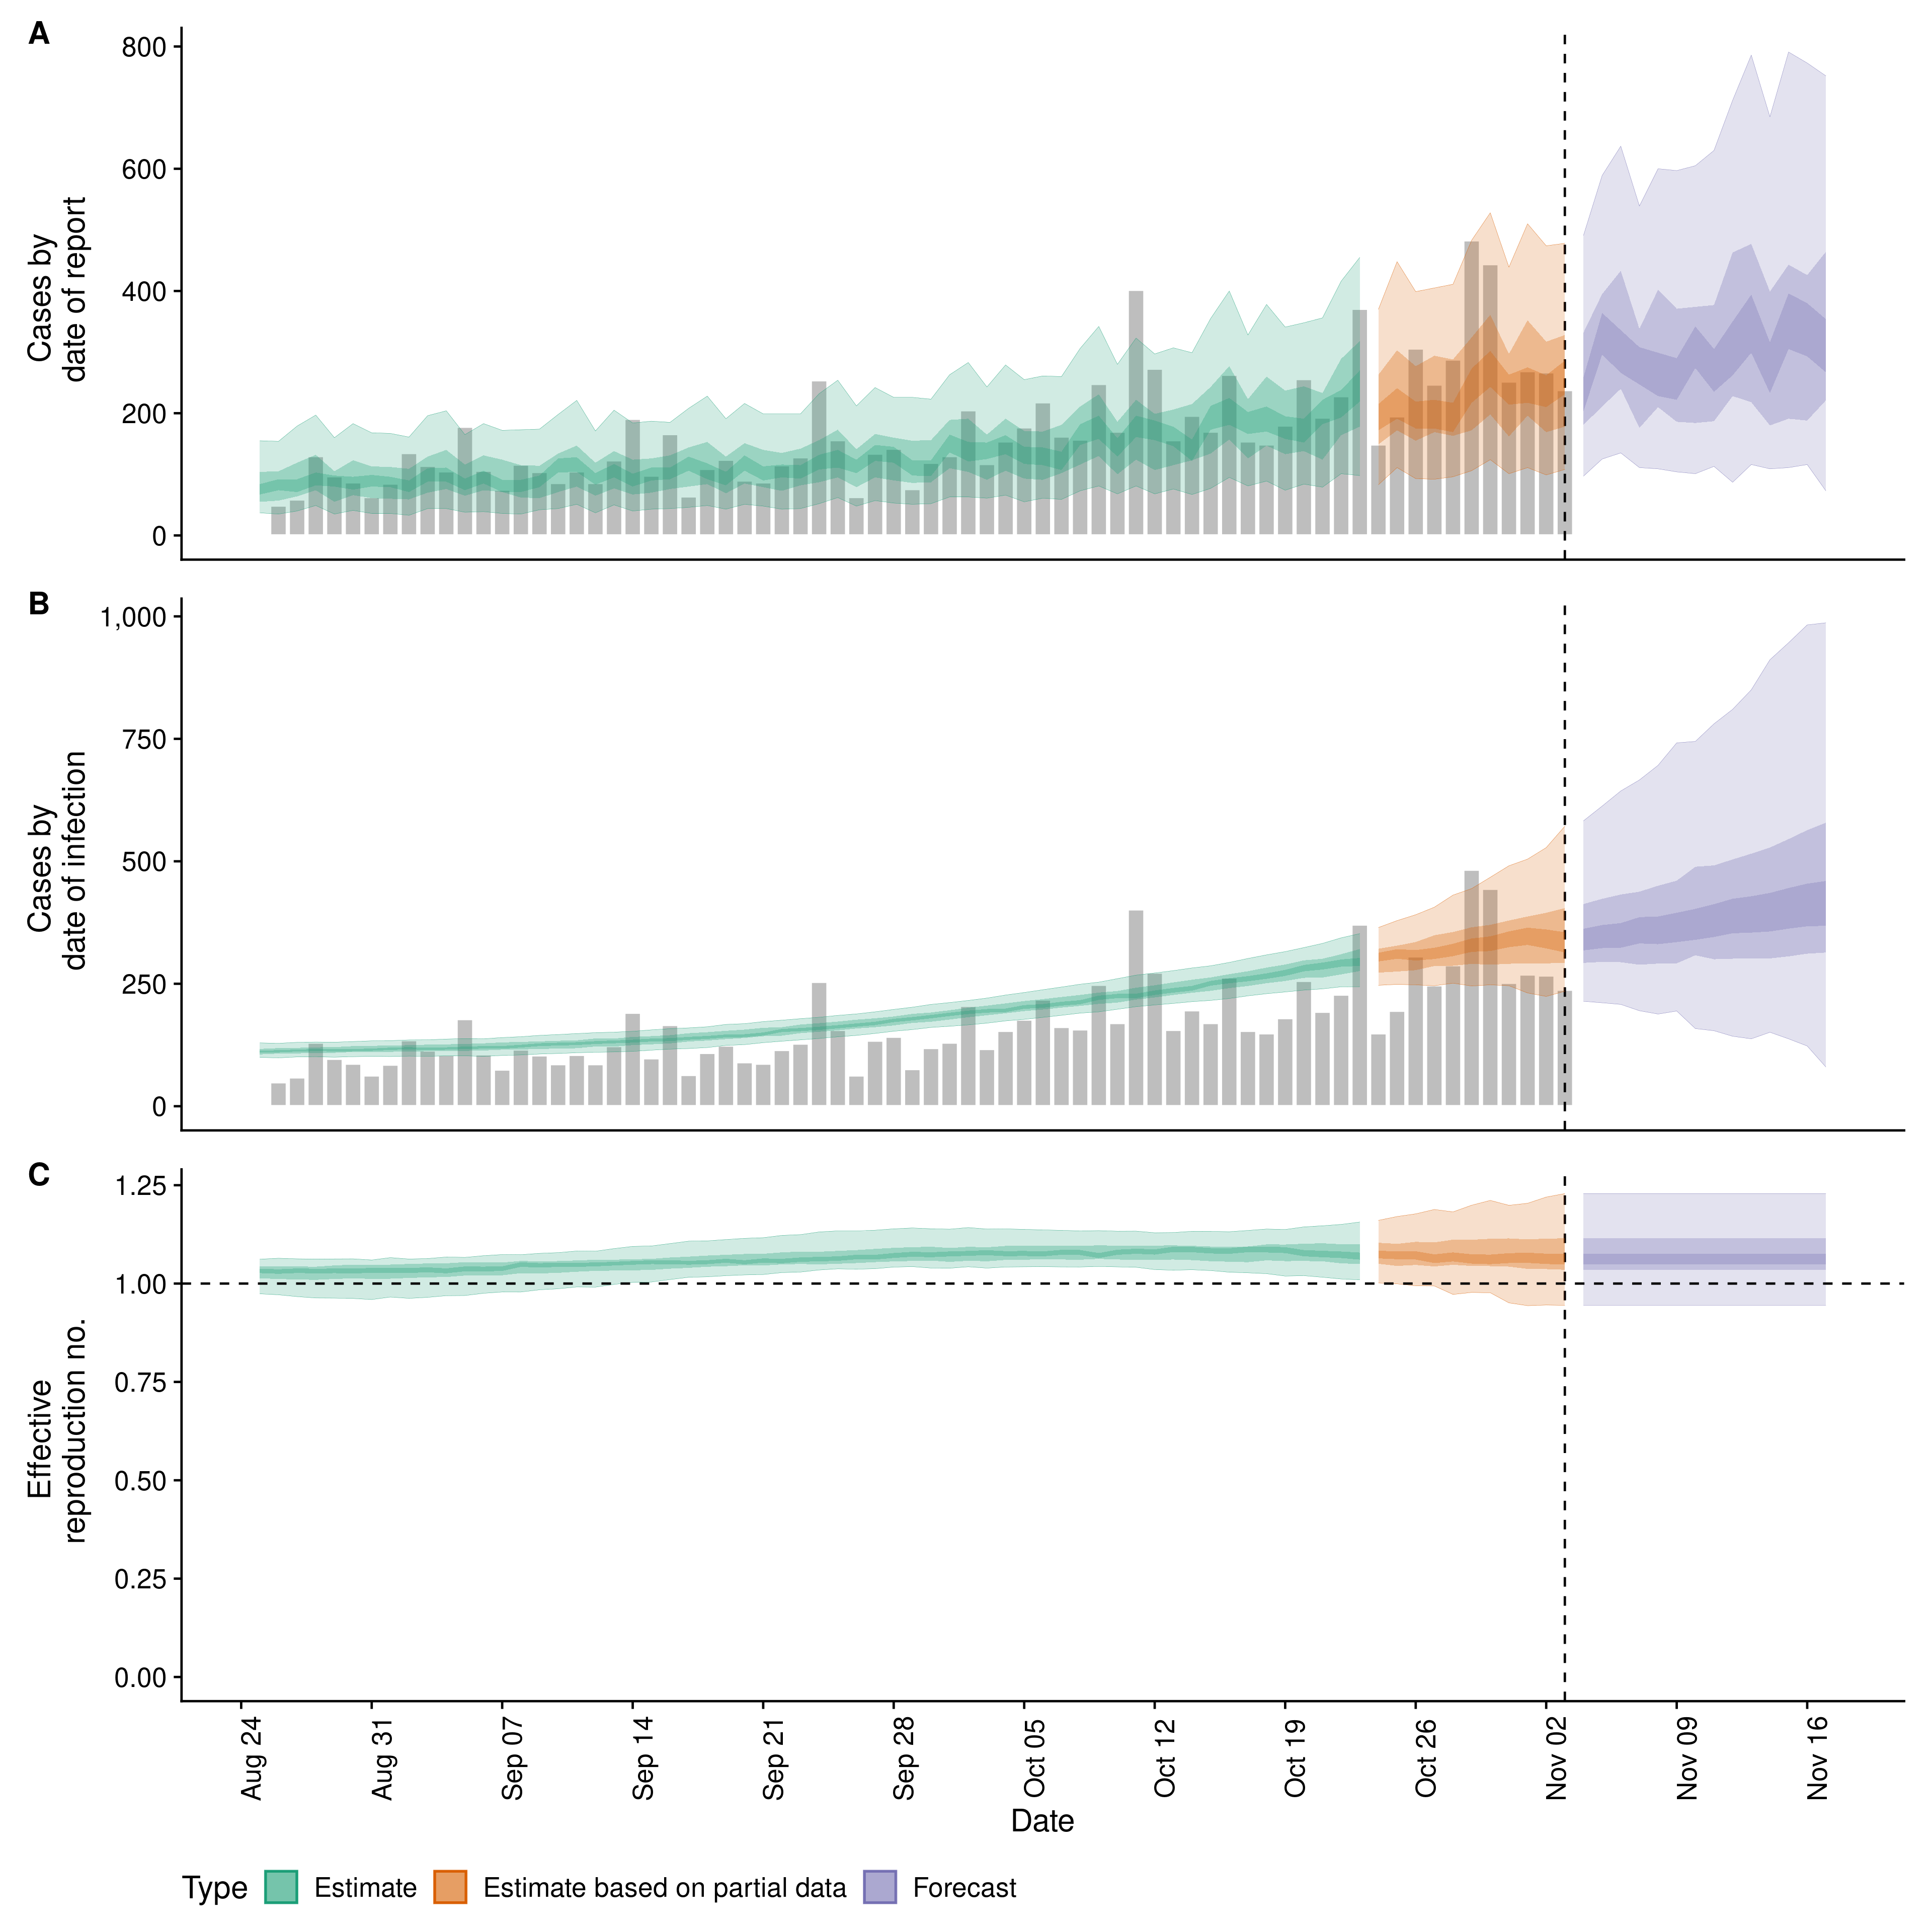 A
800
600
400
200
0
Cases by
date of report
B
1,000
750
500
250
0
Cases by
date of infection
C
1.25
1.00
0.75
0.50
0.25
0.00
Effective
reproduction no.
Aug 24
Aug 31
Sep 07
Sep 14
Sep 21
Sep 28
Oct 05
Oct 12
Oct 19
Oct 26
Nov 02
Nov 09
Nov 16
Date
Type Estimate Estimate based on partial data Forecast